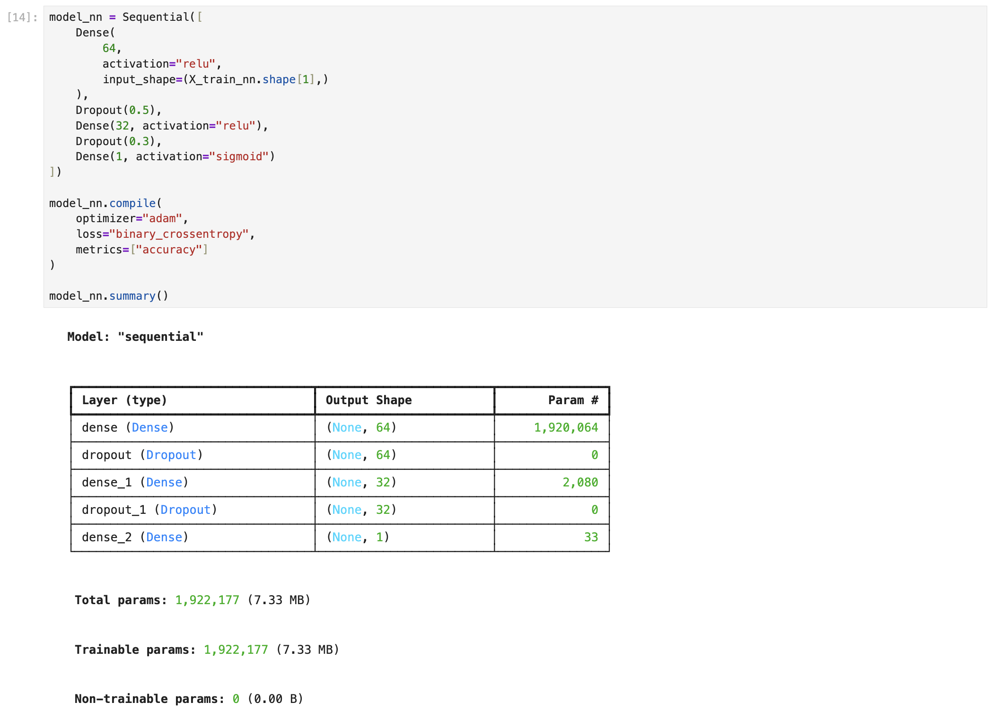 [14]:
model_nn = Sequential([
    Dense(
        64,
        activation="relu",
        input_shape=(X_train_nn.shape[1],)
    ),
    Dropout(0.5),
    Dense(32, activation="relu"),
    Dropout(0.3),
    Dense(1, activation="sigmoid")
])
model_nn.compile(
    optimizer="adam",
    loss="binary_crossentropy",
    metrics=["accuracy"]
)
model_nn.summary()
Model: "sequential"
Layer (type) Output Shape Param #
dense (Dense) (None, 64) 1,920,064
dropout (Dropout) (None, 64) 0
dense_1 (Dense) (None, 32) 2,080
dropout_1 (Dropout) (None, 32) 0
dense_2 (Dense) (None, 1) 33
Total params: 1,922,177 (7.33 MB)
Trainable params: 1,922,177 (7.33 MB)
Non-trainable params: 0 (0.00 B)